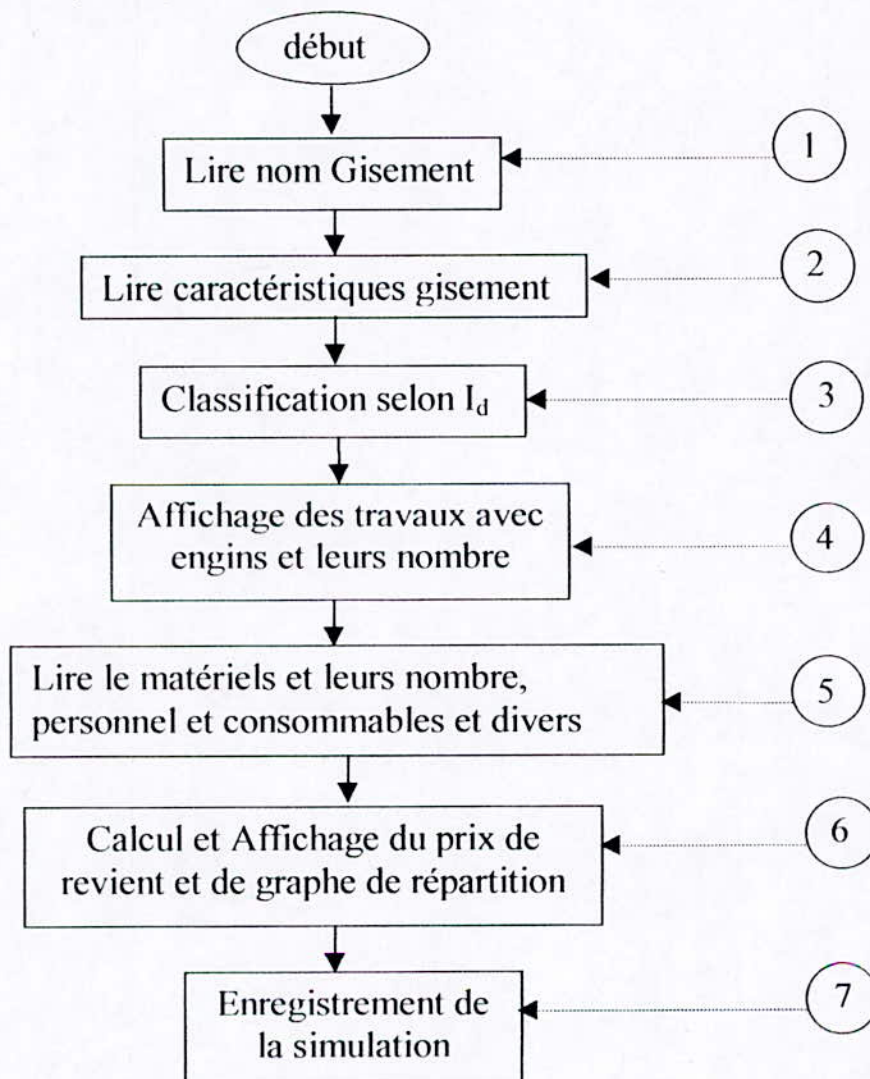 début
Lire nom Gisement
1
Lire caractéristiques gisement
2
Classification selon I_d
3
Affichage des travaux avec
engins et leurs nombre
4
Lire le matériels et leurs nombre,
personnel et consommables et divers
5
Calcul et Affichage du prix de
revient et de graphe de répartition
6
Enregistrement de
la simulation
7